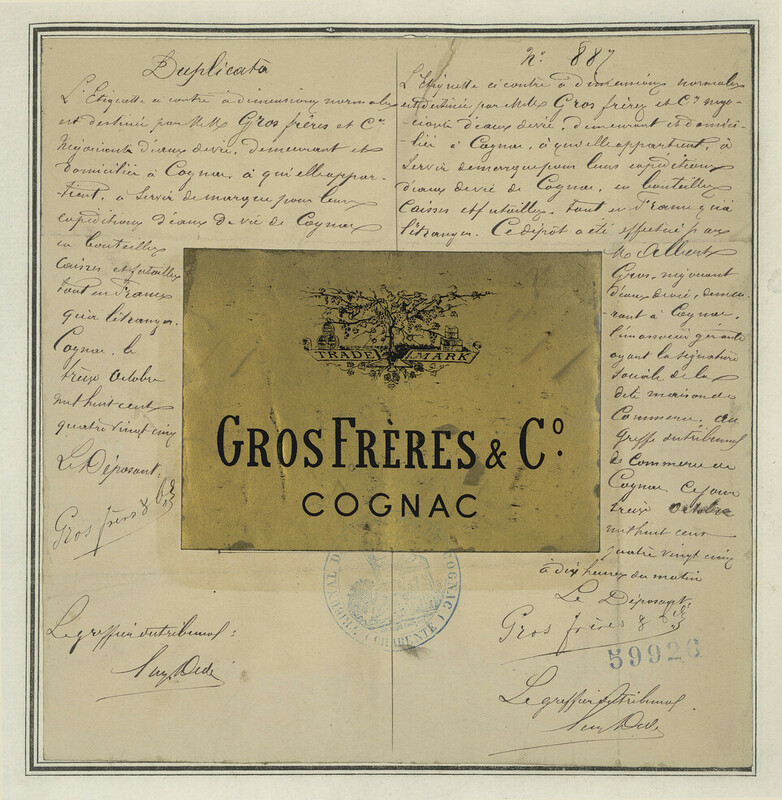 Duplicata
L'Etiquette ci contre à dimensions normales
est destinée par M.M. Gros frères et Cie
Négociants d'eaux de vie, demeurant et
domiciliés à Cognac, à qui elle appar-
tient, à servir de marque pour leurs
expéditions d'eaux de vie de Cognac
en bouteilles
caisses et futailles
tout en France
qu'à l'étranger.
Cognac, le
treize Octobre
mil huit cent
quatre vingt cinq
Le Déposant.
Gros frères & Cie
Le greffier du tribunal:
No. 887
L'Etiquette ci contre à dimensions normales
est destinée par M.M. Gros frères et Cie négo-
ciants d'eaux de vie, demeurant et domici-
liés à Cognac, à qui elle appartient, à
servir de marque pour leurs expéditions
d'eaux de vie de Cognac, en bouteilles
caisses et futailles, tout en France qu'à
l'étranger. Ce dépôt a été effectué par
M. Albert
Gros, négociant
d'eaux de vie, demeu-
rant à Cognac,
l'un des gérants
ayant la signature
sociale de la
dite maison de
Commerce, au
Greffe du tribunal
de Commerce de
Cognac ce jour
treize octobre
mil huit cent
quatre vingt cinq
à dix heures du matin
Le Déposant:
Gros frères & Cie
59926
Le greffier du tribunal
TRADE MARK
GROS FRÈRES & Co.
COGNAC
COGNAC (CHARENTE)